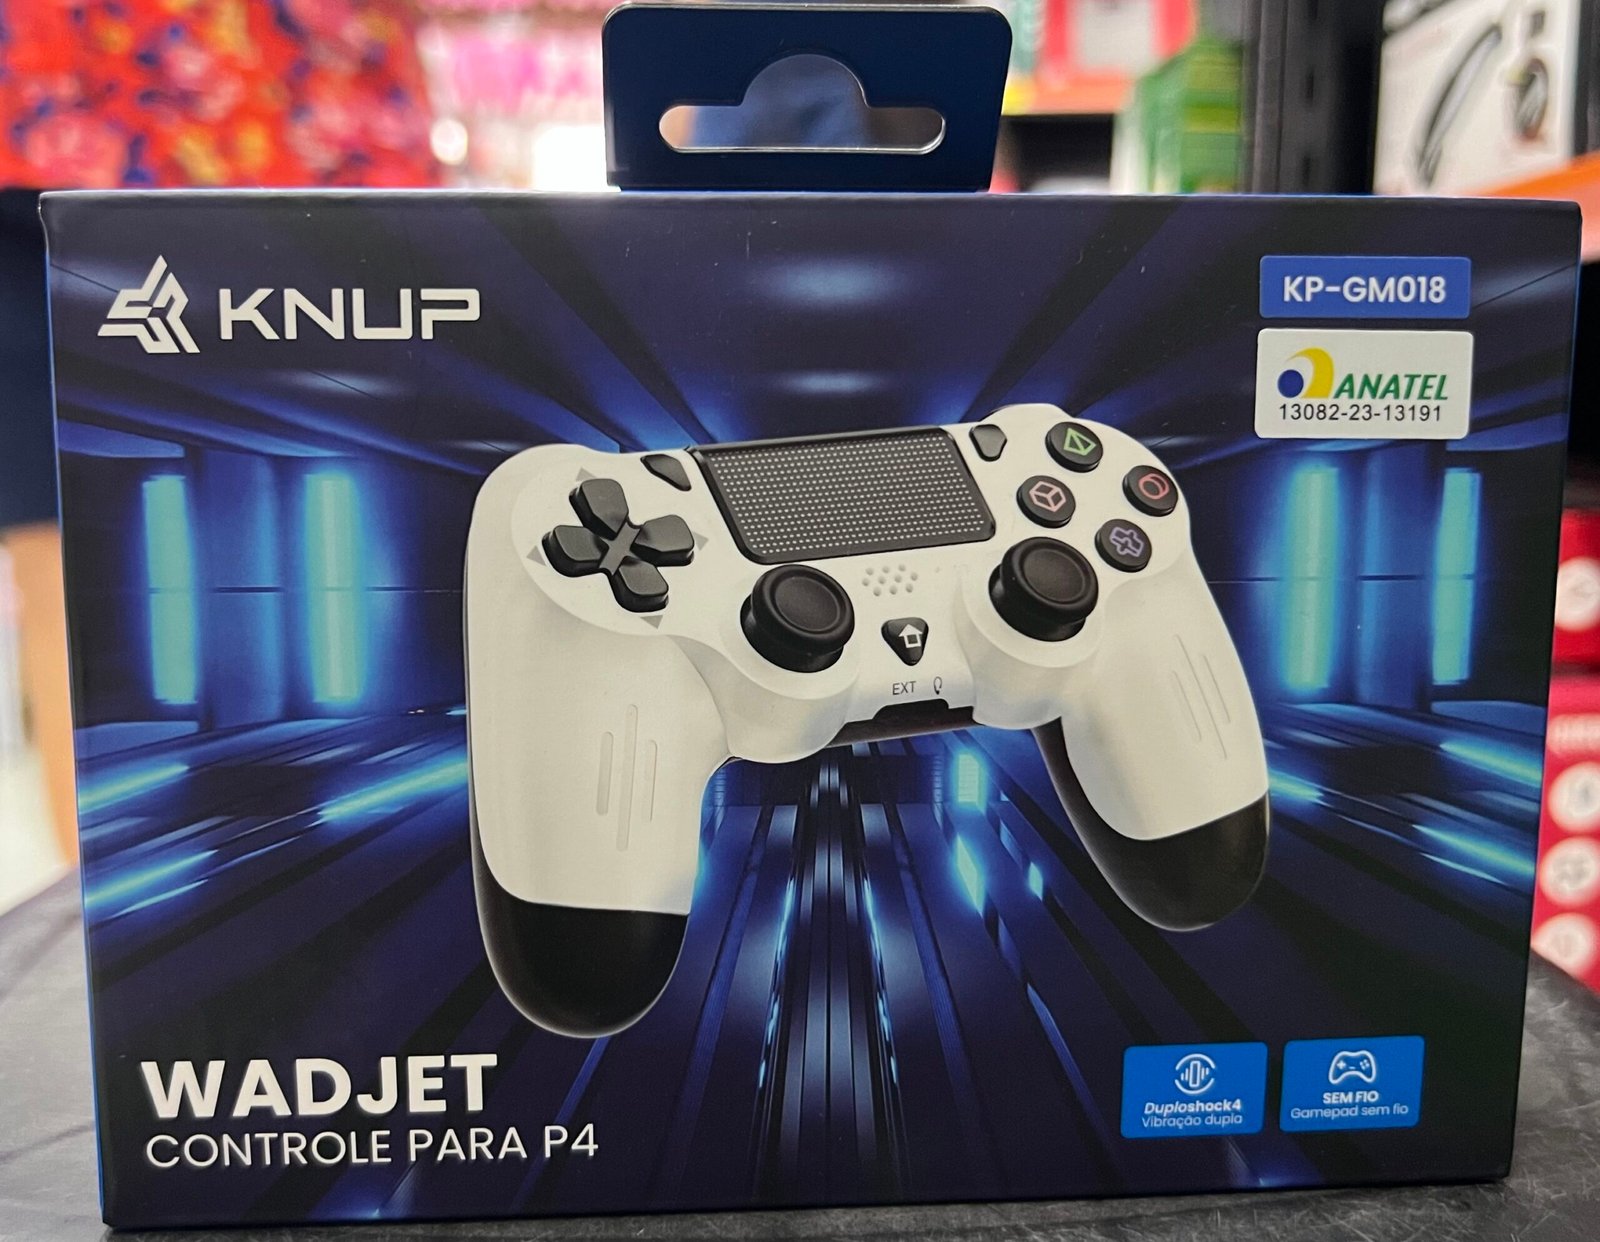 KNUP
KP-GM018
ANATEL
13082-23-13191
EXT
WADJET
CONTROLE PARA P4
Duploshock4
Vibração dupla
SEM FIO
Gamepad sem fio